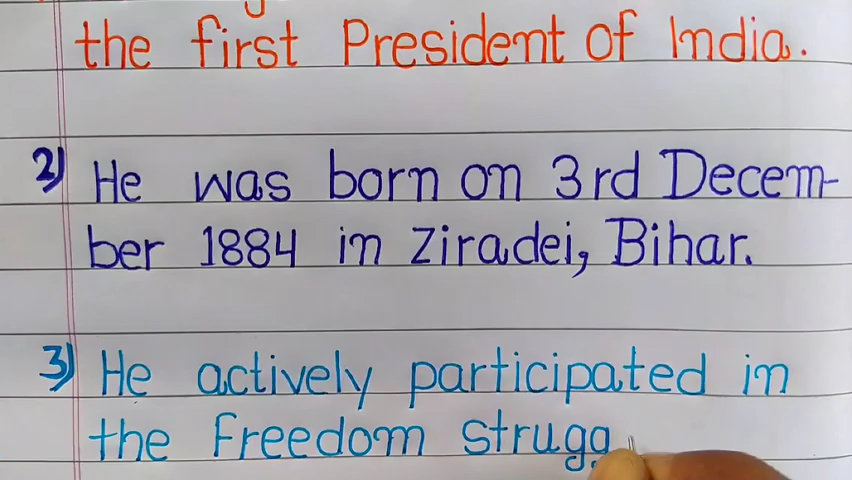 the first President of India.
2) He was born on 3rd Decem-
ber 1884 in Ziradei, Bihar.
3) He actively participated in
the freedom strugg